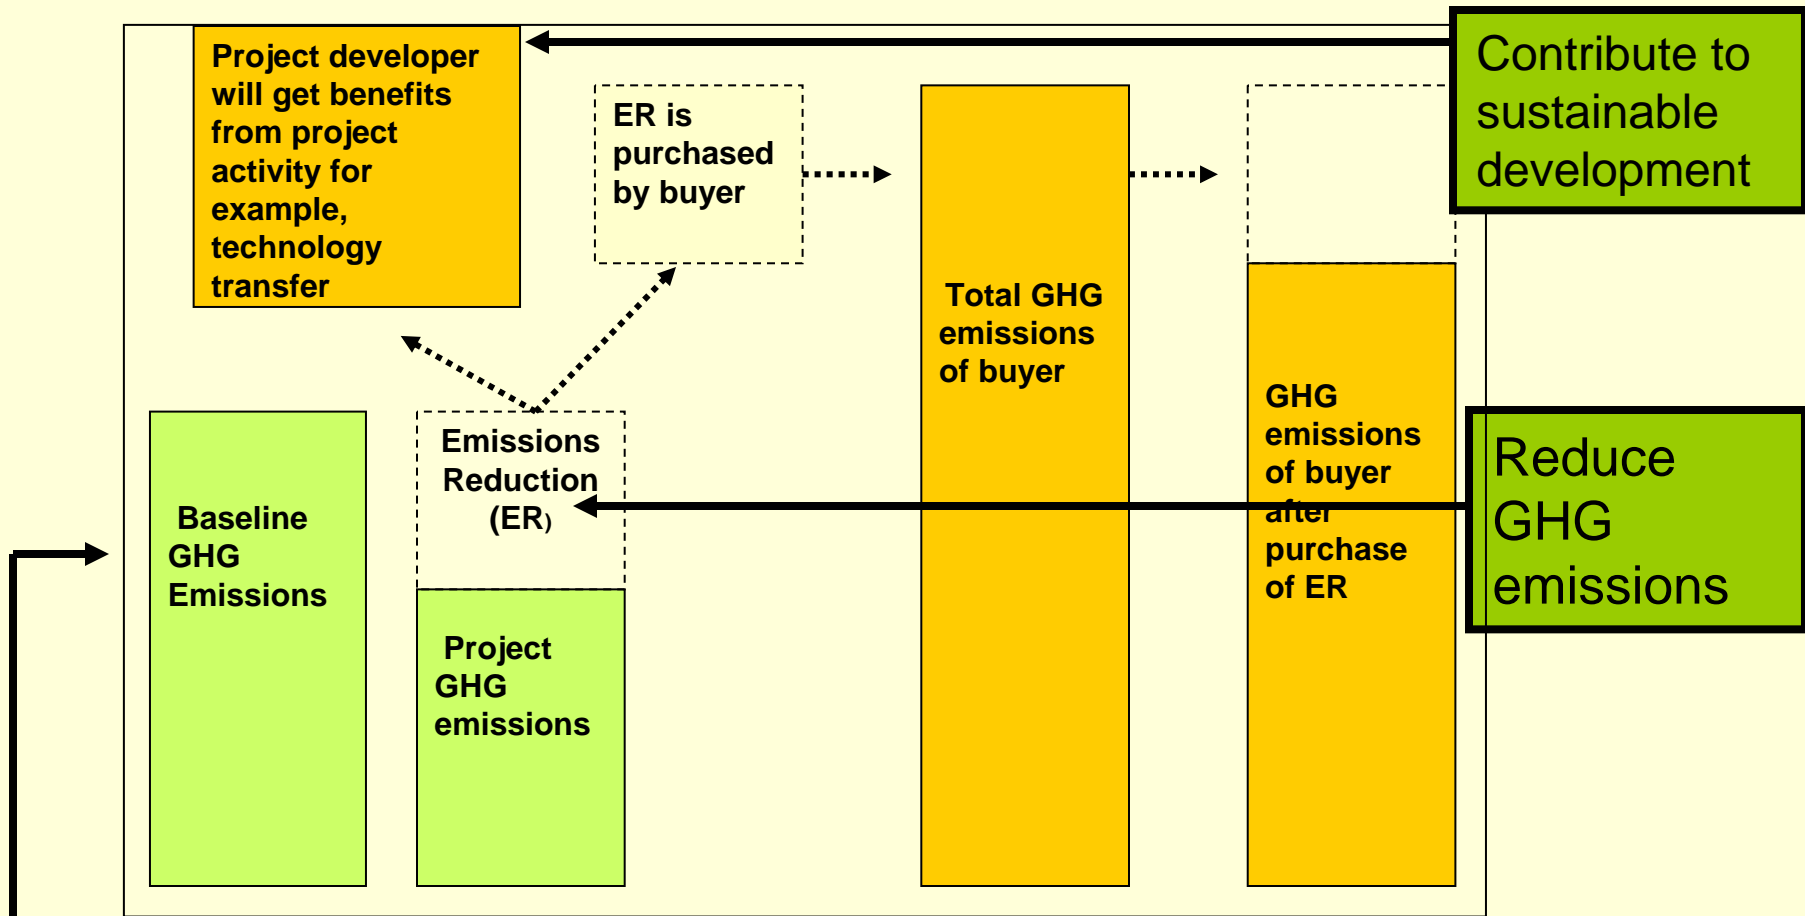 Project developer
will get benefits
from project
activity for
example,
technology
transfer
ER is
purchased
by buyer
Total GHG
emissions
of buyer
Contribute to
sustainable
development
Baseline
GHG
Emissions
Emissions
Reduction
(ER)
Project
GHG
emissions
GHG
emissions
of buyer
after
purchase
of ER
Reduce
GHG
emissions